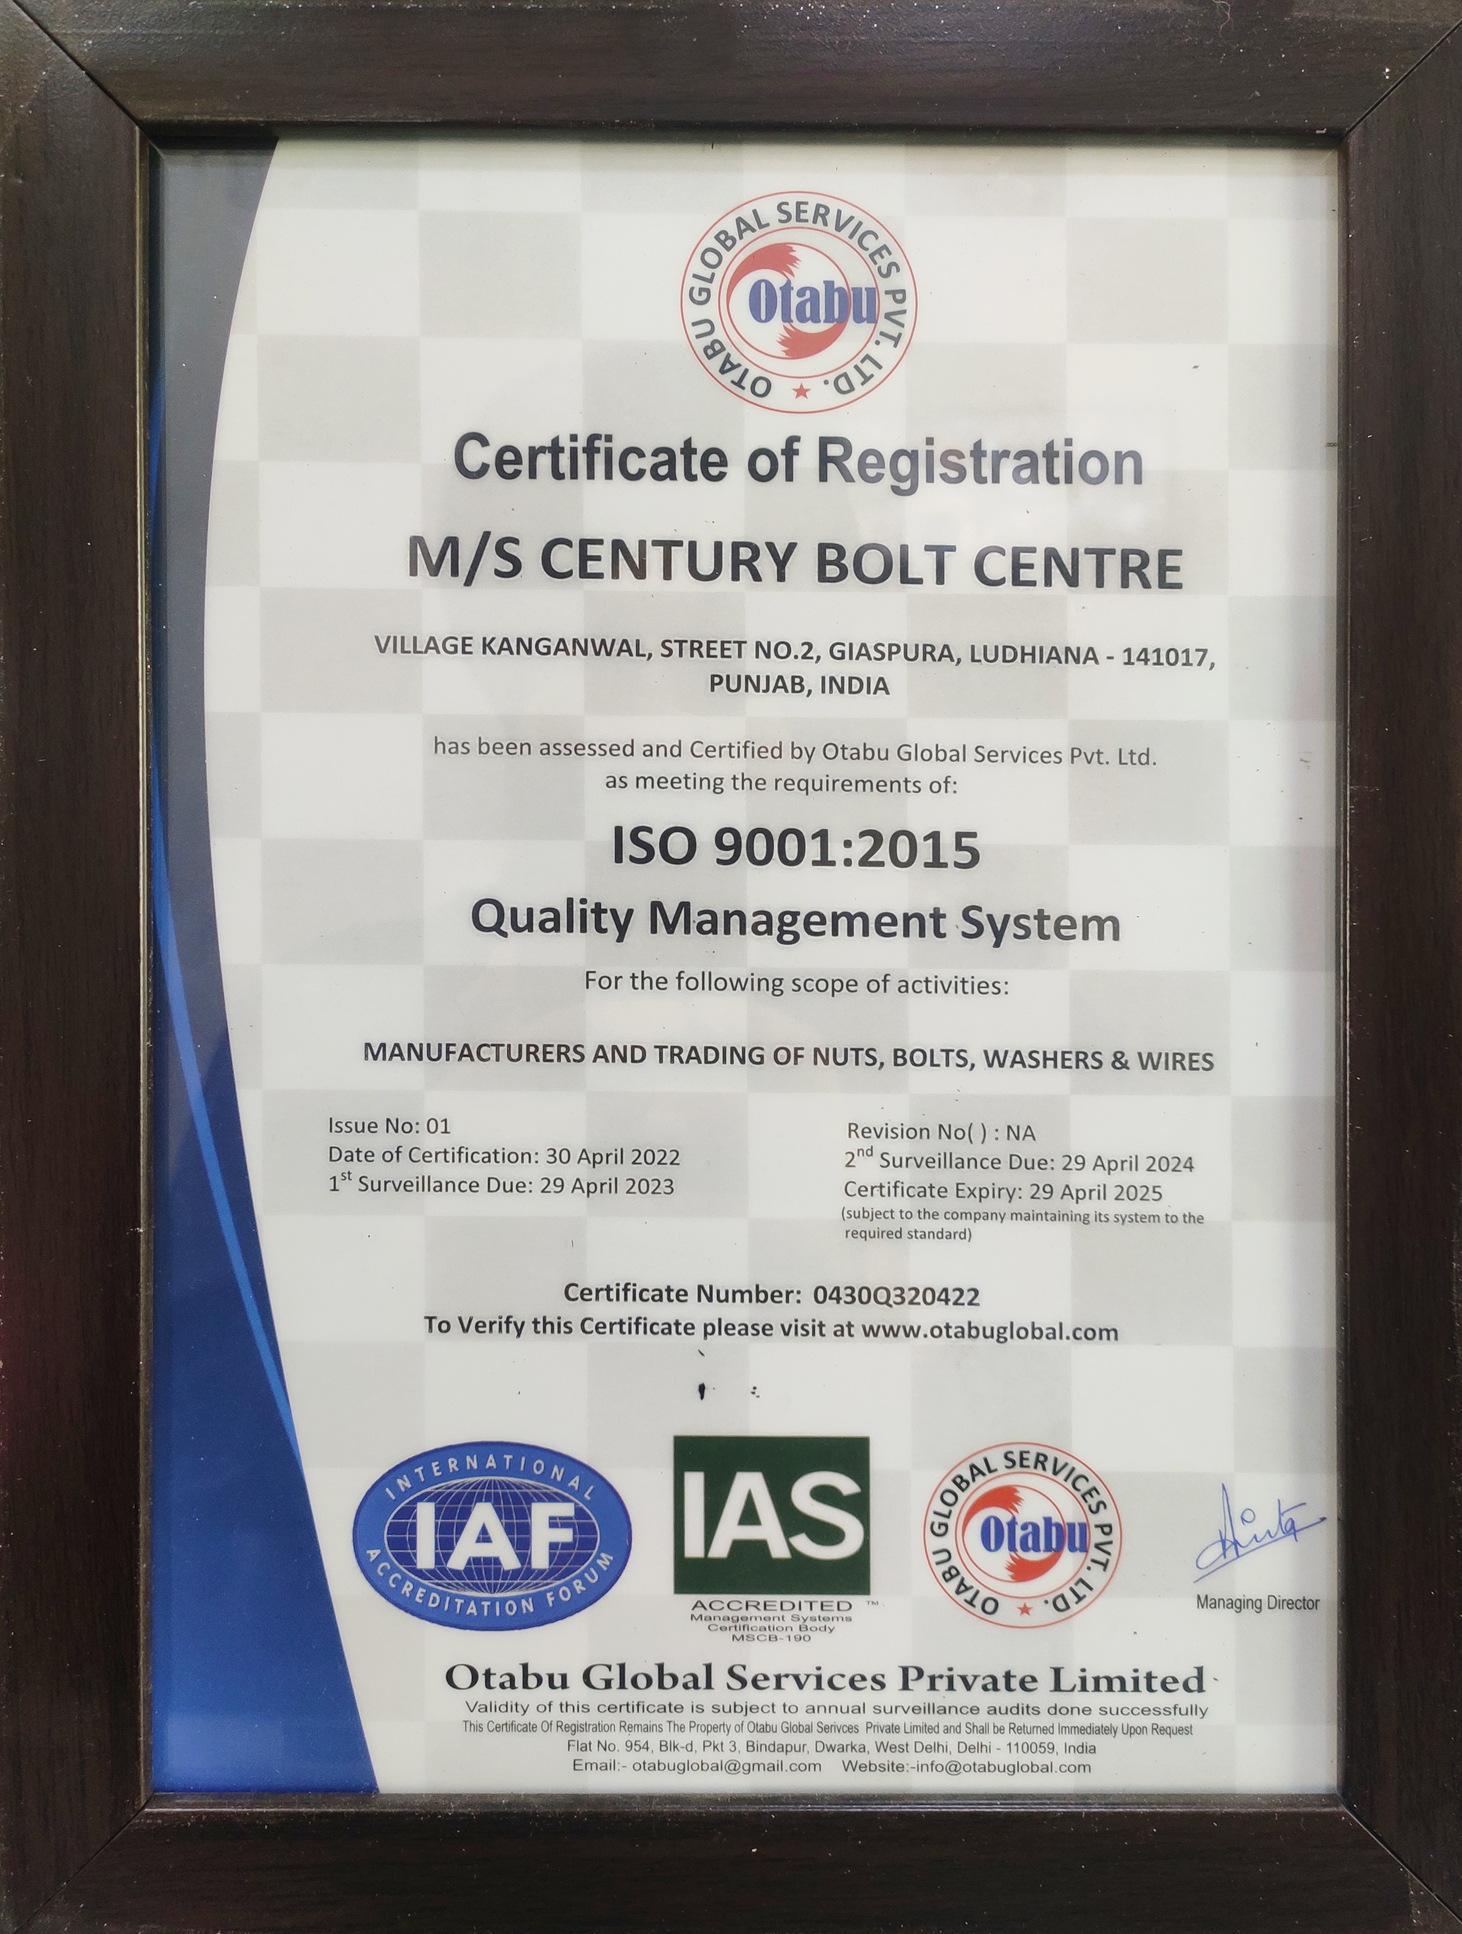 OTABU GLOBAL SERVICES PVT. LTD.
Otabu
Certificate of Registration
M/S CENTURY BOLT CENTRE
VILLAGE KANGANWAL, STREET NO.2, GIASPURA, LUDHIANA - 141017,
PUNJAB, INDIA
has been assessed and Certified by Otabu Global Services Pvt. Ltd.
as meeting the requirements of:
ISO 9001:2015
Quality Management System
For the following scope of activities:
MANUFACTURERS AND TRADING OF NUTS, BOLTS, WASHERS & WIRES
Issue No: 01
Date of Certification: 30 April 2022
1st Surveillance Due: 29 April 2023
Revision No( ) : NA
2nd Surveillance Due: 29 April 2024
Certificate Expiry: 29 April 2025
(subject to the company maintaining its system to the
required standard)
Certificate Number: 0430Q320422
To Verify this Certificate please visit at www.otabuglobal.com
INTERNATIONAL
IAF
ACCREDITATION FORUM
IAS
ACCREDITED ™
Management Systems
Certification Body
MSCB-190
OTABU GLOBAL SERVICES PVT. LTD.
Otabu
Managing Director
Otabu Global Services Private Limited
Validity of this certificate is subject to annual surveillance audits done successfully
This Certificate Of Registration Remains The Property of Otabu Global Serivces Private Limited and Shall be Returned Immediately Upon Request
Flat No. 954, Blk-d, Pkt 3, Bindapur, Dwarka, West Delhi, Delhi - 110059, India
Email:- otabuglobal@gmail.com Website:-info@otabuglobal.com